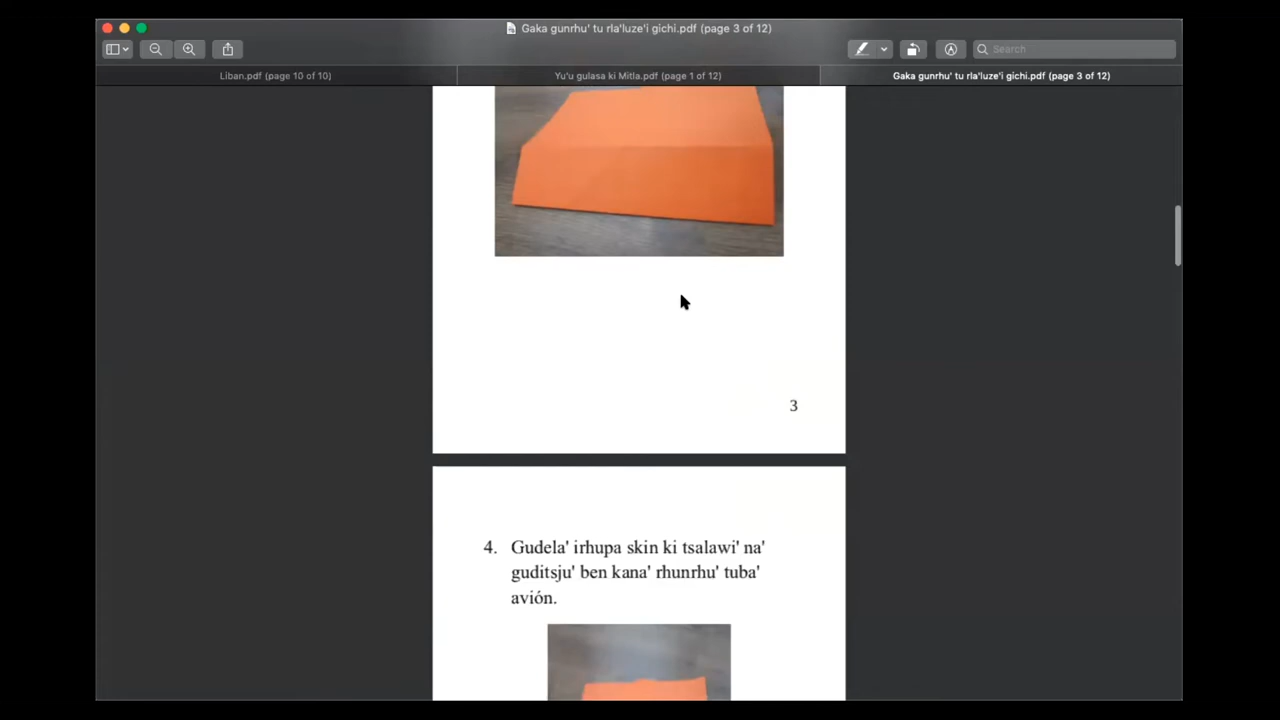 Gaka gunrhu' tu rla'luze'i gichi.pdf (page 3 of 12)
Search
Liban.pdf (page 10 of 10)
Yu'u gulasa ki Mitla.pdf (page 1 of 12)
Gaka gunrhu' tu rla'luze'i gichi.pdf (page 3 of 12)
3
4. Gudela' irhupa skin ki tsalawi' na'
guditsju' ben kana' rhunrhu' tuba'
avión.